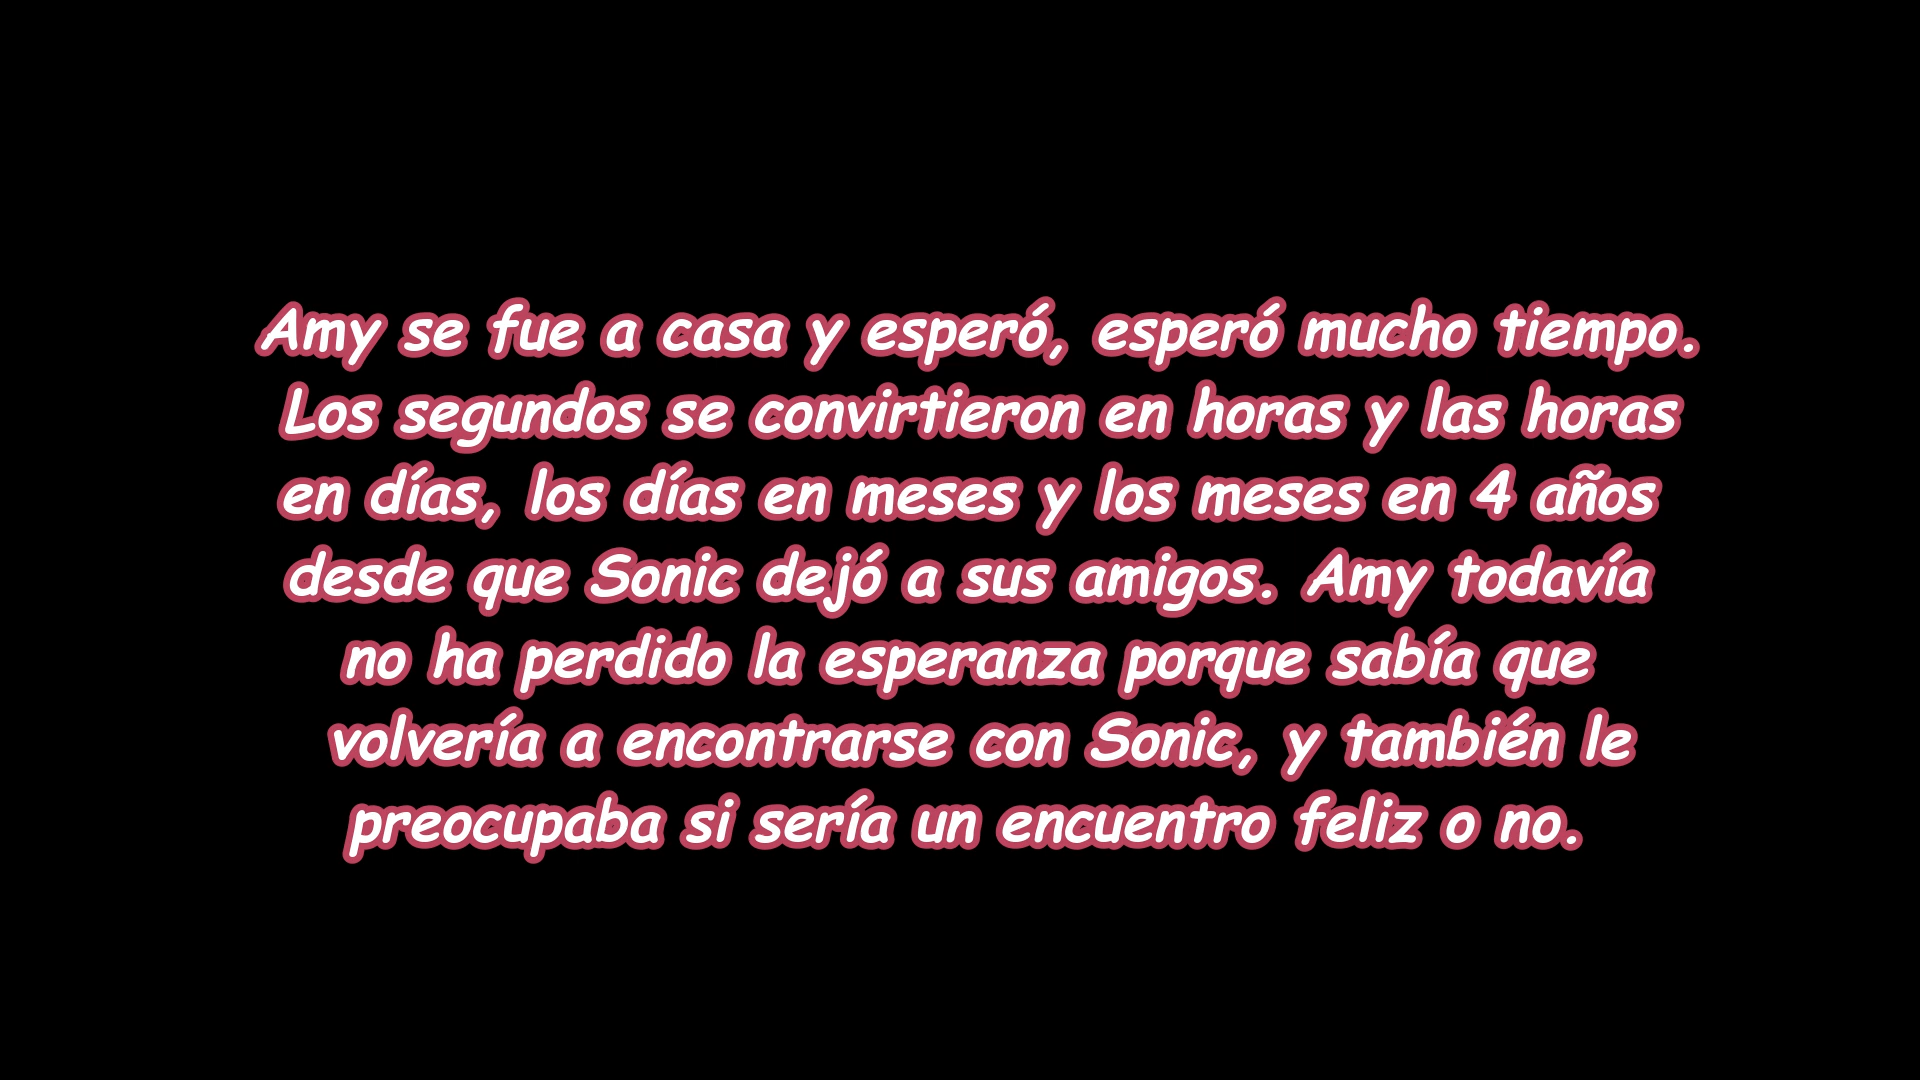 Amy se fue a casa y esperó, esperó mucho tiempo.
Los segundos se convirtieron en horas y las horas
en días, los días en meses y los meses en 4 años
desde que Sonic dejó a sus amigos. Amy todavía
no ha perdido la esperanza porque sabía que
volvería a encontrarse con Sonic, y también le
preocupaba si sería un encuentro feliz o no.